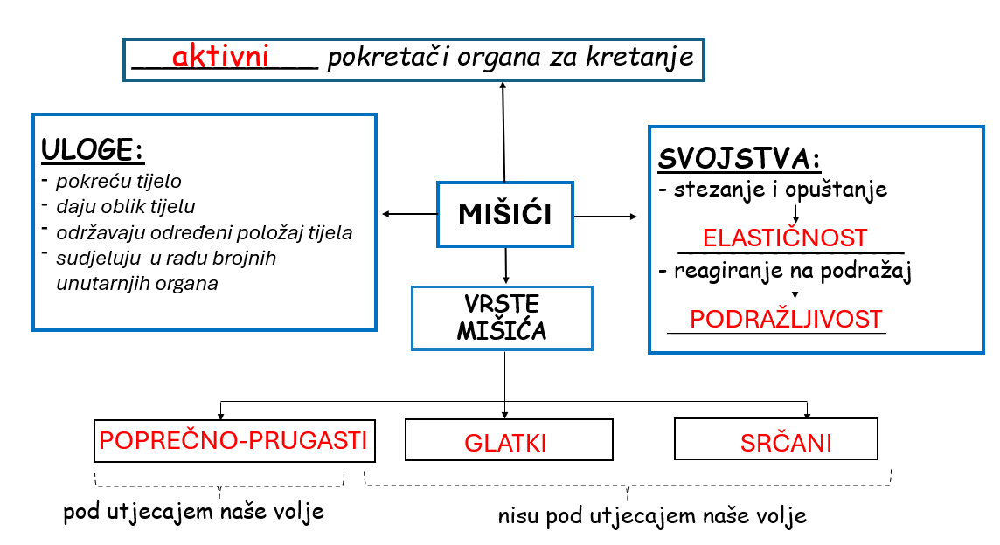 ___aktivni___ pokretači organa za kretanje
ULOGE:
- pokreću tijelo
- daju oblik tijelu
- održavaju određeni položaj tijela
- sudjeluju u radu brojnih
unutarnjih organa
MIŠIĆI
SVOJSTVA:
- stezanje i opuštanje
ELASTIČNOST
- reagiranje na podražaj
PODRAŽLJIVOST
VRSTE
MIŠIĆA
POPREČNO-PRUGASTI
GLATKI
SRČANI
pod utjecajem naše volje
nisu pod utjecajem naše volje